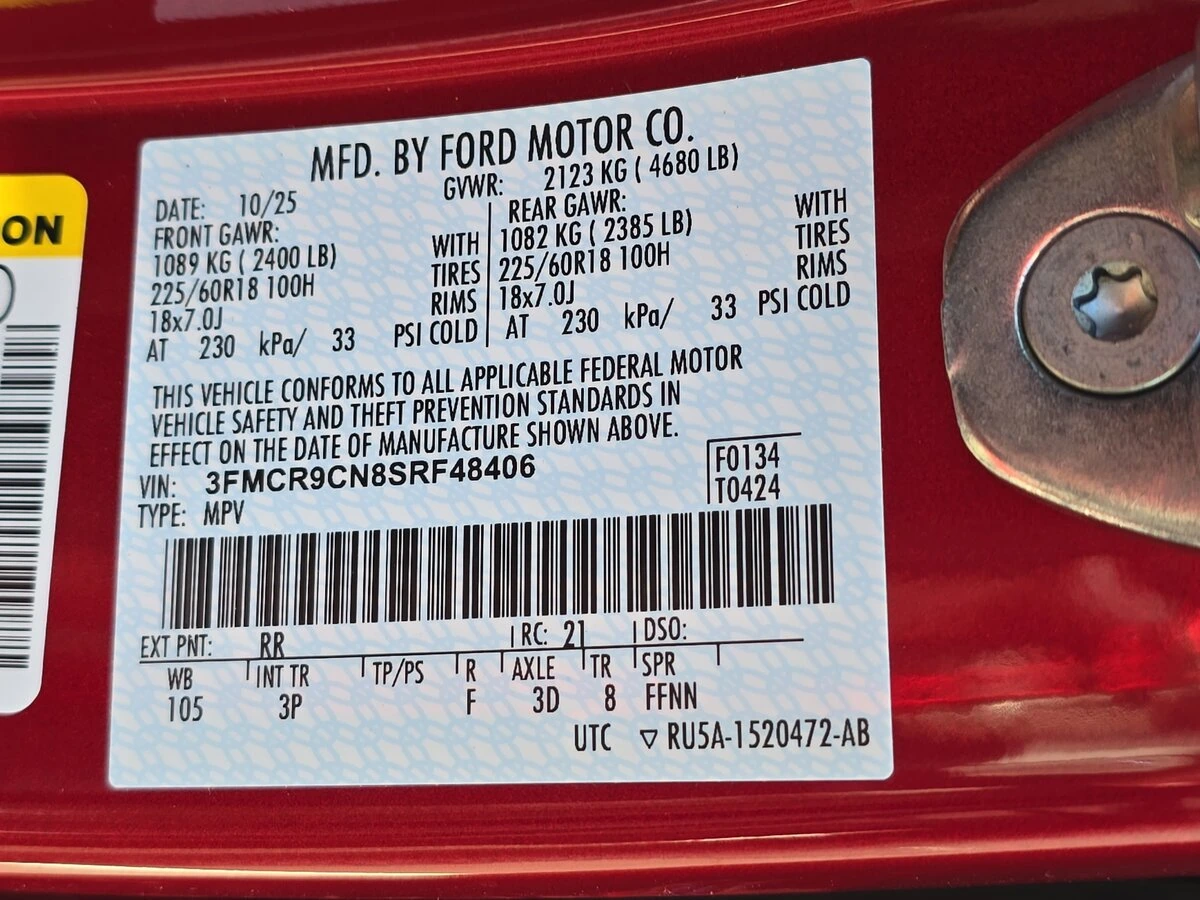 ON
MFD. BY FORD MOTOR CO.
DATE: 10/25 GVWR: 2123 KG ( 4680 LB)
FRONT GAWR: REAR GAWR:
1089 KG ( 2400 LB) WITH 1082 KG ( 2385 LB) WITH
225/60R18 100H TIRES 225/60R18 100H TIRES
18x7.0J RIMS 18x7.0J RIMS
AT 230 kPa/ 33 PSI COLD AT 230 kPa/ 33 PSI COLD
THIS VEHICLE CONFORMS TO ALL APPLICABLE FEDERAL MOTOR
VEHICLE SAFETY AND THEFT PREVENTION STANDARDS IN
EFFECT ON THE DATE OF MANUFACTURE SHOWN ABOVE.
VIN: 3FMCR9CN8SRF48406 F0134
TYPE: MPV T0424
EXT PNT: RR RC: 21 DSO:
WB INT TR TP/PS R AXLE TR SPR
105 3P F 3D 8 FFNN
UTC ▽ RU5A-1520472-AB